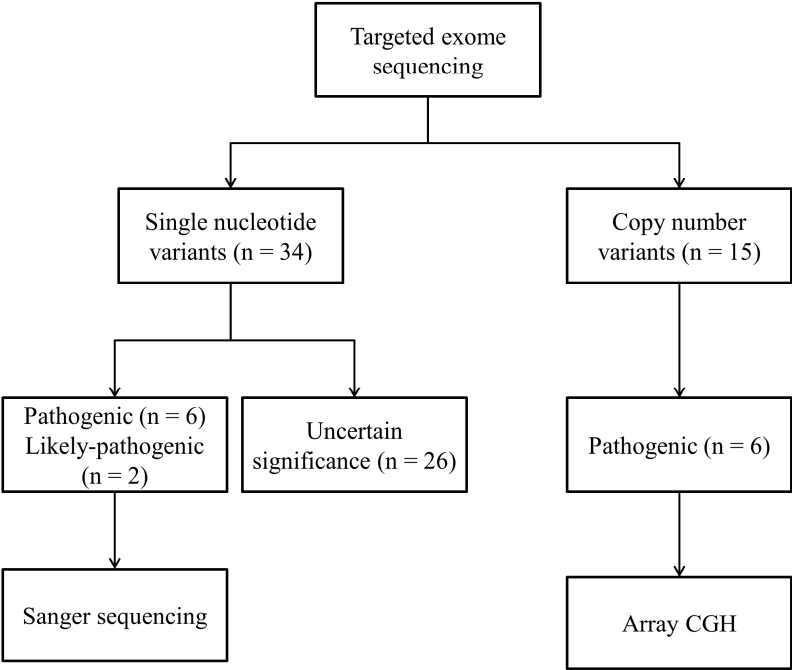 Targeted exome
sequencing
Single nucleotide
variants (n = 34)
Copy number
variants (n = 15)
Pathogenic (n = 6)
Likely-pathogenic
(n = 2)
Uncertain
significance (n = 26)
Pathogenic (n = 6)
Sanger sequencing
Array CGH